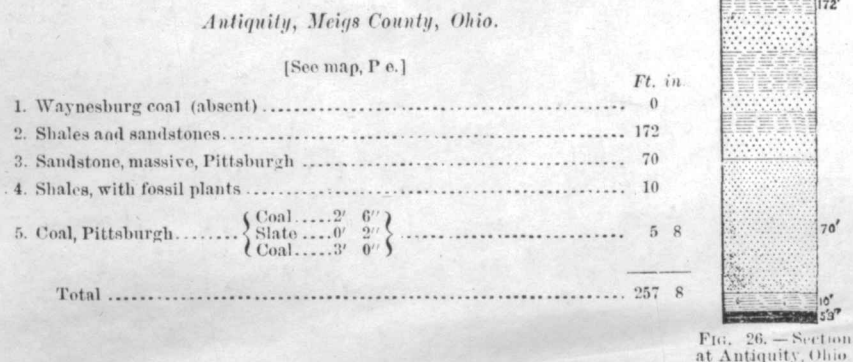 Antiquity, Meigs County, Ohio.
[See map, P e.]
Ft. in.
1. Waynesburg coal (absent) 0
2. Shales and sandstones 172
3. Sandstone, massive, Pittsburgh 70
4. Shales, with fossil plants 10
5. Coal, Pittsburgh { Coal.....2' 6" } 5 8
Slate ....0' 2"
Coal.....3' 0"
Total 257 8
172'
70'
10'
5'8"
FIG. 26.—Section
at Antiquity, Ohio